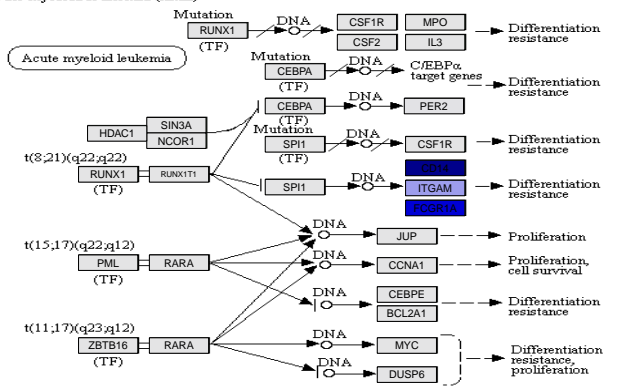 Mutation
RUNX1
(TF)
DNA
CSF1R
MPO
CSF2
IL3
Differentiation
resistance
Acute myeloid leukemia
Mutation
CEBPA
(TF)
DNA
C/EBPα
target genes
Differentiation
resistance
HDAC1
SIN3A
NCOR1
CEBPA
(TF)
DNA
PER2
Mutation
SPI1
(TF)
DNA
CSF1R
Differentiation
resistance
t(8;21)(q22;q22)
RUNX1
(TF)
RUNX1T1
SPI1
DNA
CD14
ITGAM
FCGR1A
Differentiation
resistance
DNA
JUP
Proliferation
t(15;17)(q22;q12)
PML
(TF)
RARA
DNA
CCNA1
Proliferation,
cell survival
DNA
CEBPE
BCL2A1
Differentiation
resistance
t(11;17)(q23;q12)
ZBTB16
(TF)
RARA
DNA
MYC
DNA
DUSP6
Differentiation
resistance,
proliferation